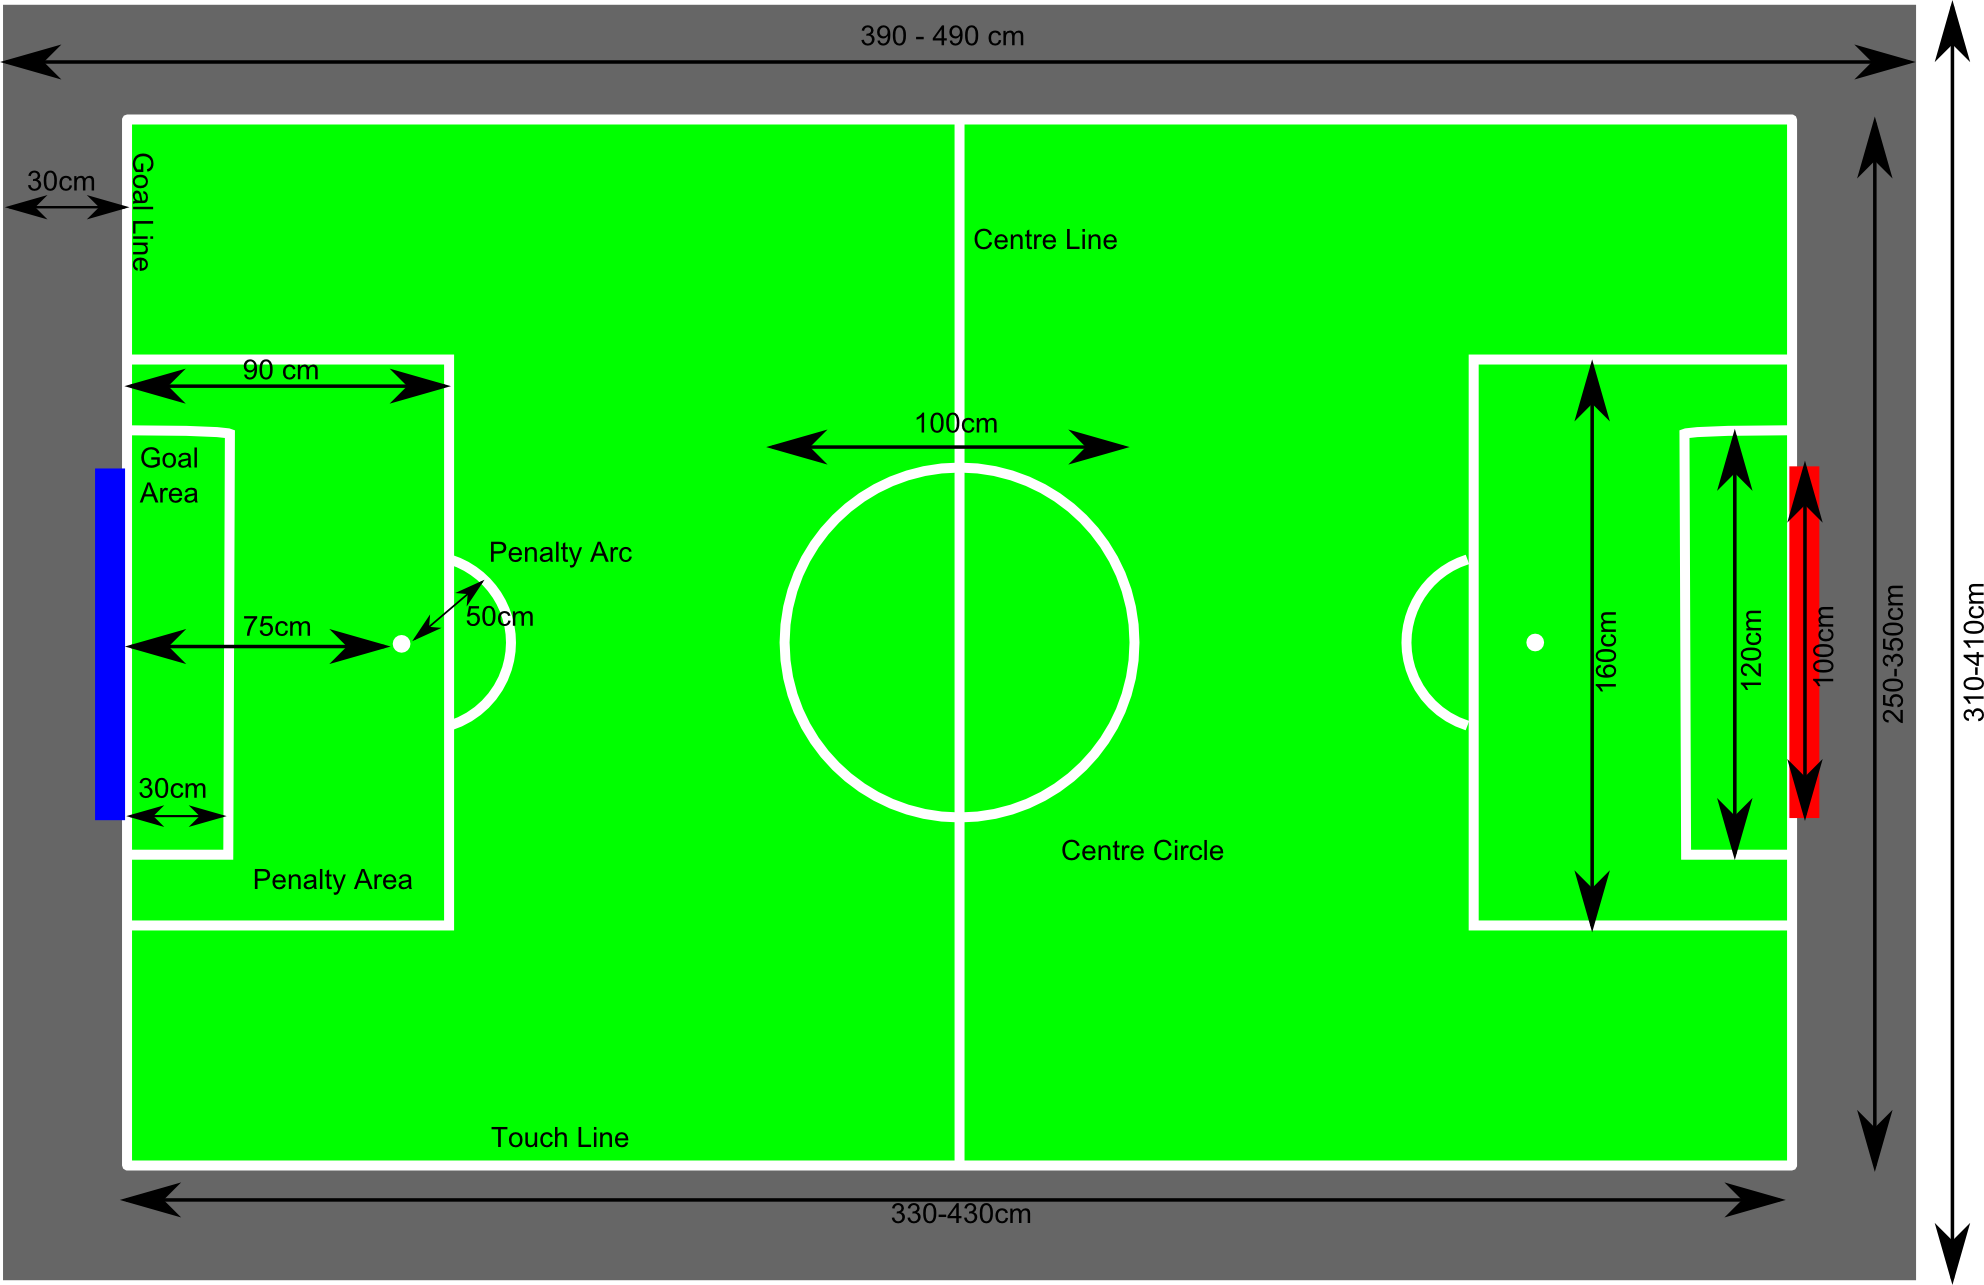 390 - 490 cm
30cm
Goal Line
Centre Line
90 cm
100cm
Goal
Area
Penalty Arc
50cm
75cm
160cm
120cm
100cm
250-350cm
310-410cm
30cm
Centre Circle
Penalty Area
Touch Line
330-430cm